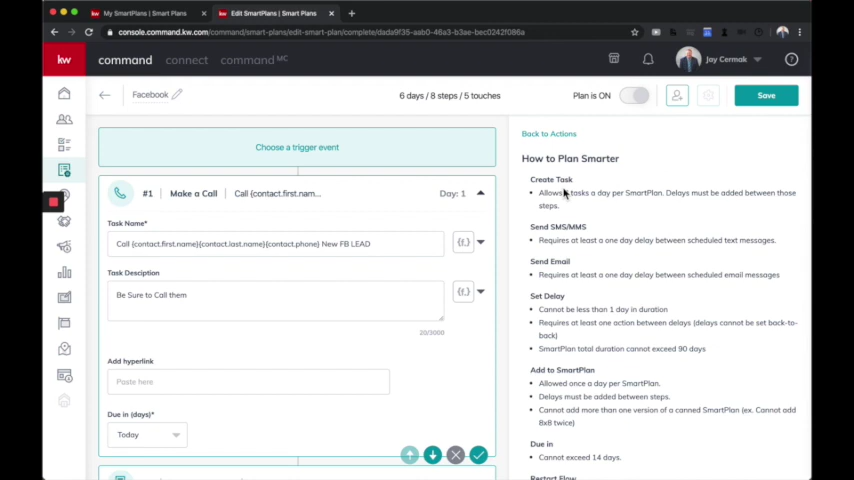 My SmartPlans | Smart Plans
Edit SmartPlans | Smart Plans
console.command.kw.com/command/smart-plans/edit-smart-plan/complete/dada9f35-aab0-46a3-b3ae-bec0242f086a
kw
command
connect
command MC
Jay Cermak
Facebook
6 days / 8 steps / 5 touches
Plan is ON
Save
Choose a trigger event
#1
Make a Call
Call {contact.first.nam...
Day: 1
Task Name*
Call {contact.first.name}{contact.last.name}{contact.phone} New FB LEAD
{f.}
Task Desciption
Be Sure to Call them
{f.}
20/3000
Add hyperlink
Paste here
Due in (days)*
Today
Back to Actions
How to Plan Smarter
Create Task
Allows tasks a day per SmartPlan. Delays must be added between those
steps.
Send SMS/MMS
Requires at least a one day delay between scheduled text messages.
Send Email
Requires at least a one day delay between scheduled email messages
Set Delay
Cannot be less than 1 day in duration
Requires at least one action between delays (delays cannot be set back-to-
back)
SmartPlan total duration cannot exceed 90 days
Add to SmartPlan
Allowed once a day per SmartPlan.
Delays must be added between steps.
Cannot add more than one version of a canned SmartPlan (ex. Cannot add
8x8 twice)
Due in
Cannot exceed 14 days.
Restart Flow